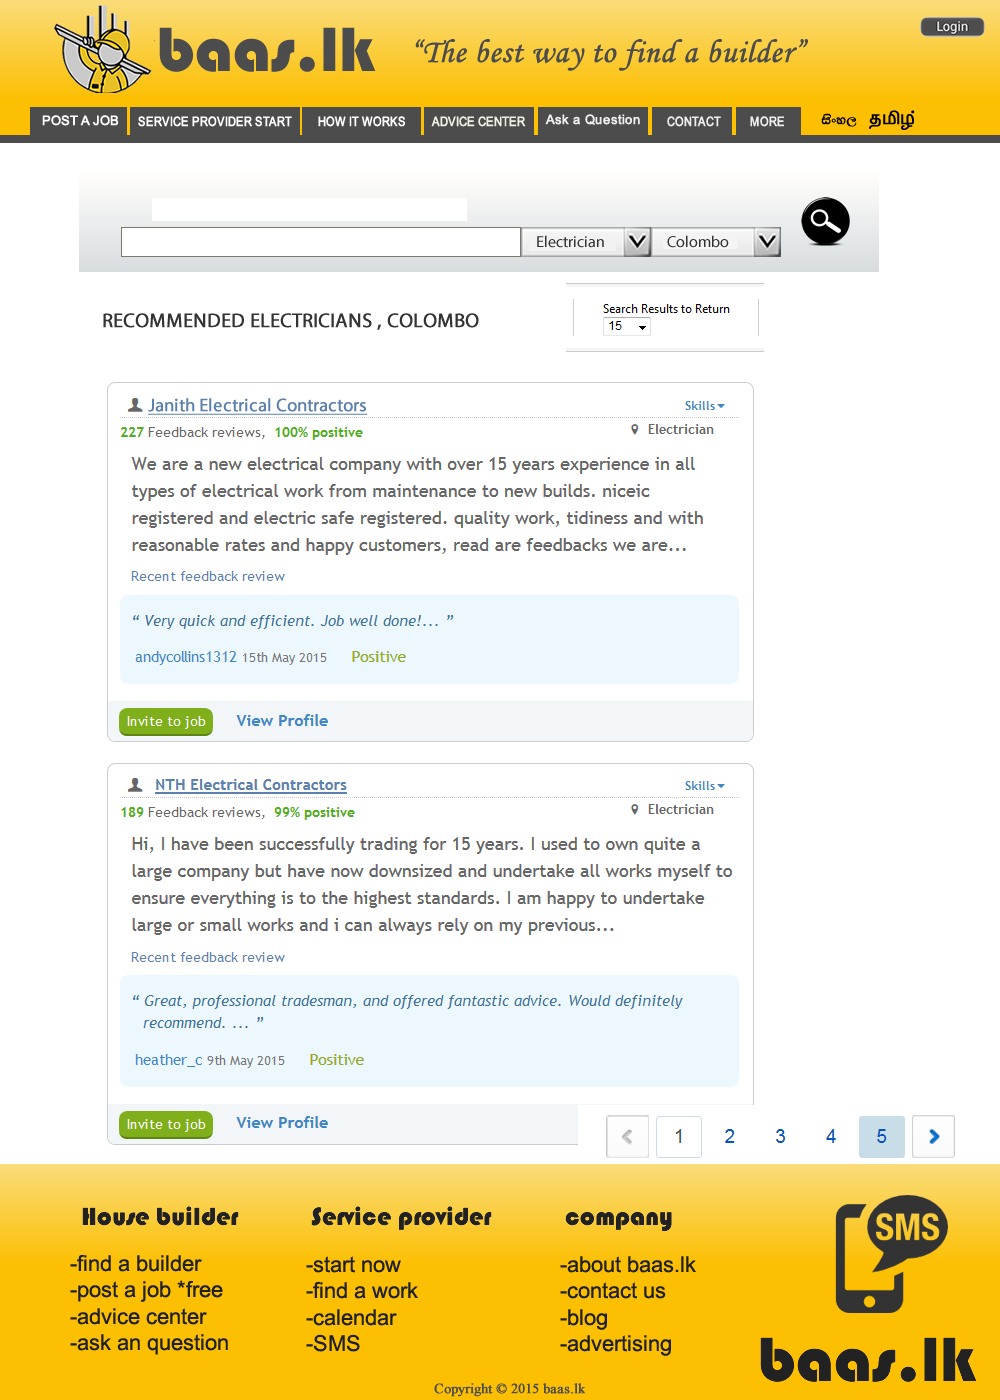 baas.lk
“The best way to find a builder”
Login
POST A JOB
SERVICE PROVIDER START
HOW IT WORKS
ADVICE CENTER
Ask a Question
CONTACT
MORE
සිංහල
தமிழ்
Electrician
Colombo
RECOMMENDED ELECTRICIANS , COLOMBO
Search Results to Return
15
Janith Electrical Contractors
Skills
227 Feedback reviews, 100% positive
Electrician
We are a new electrical company with over 15 years experience in all
types of electrical work from maintenance to new builds. niceic
registered and electric safe registered. quality work, tidiness and with
reasonable rates and happy customers, read are feedbacks we are...
Recent feedback review
“ Very quick and efficient. Job well done!... ”
andycollins1312 15th May 2015 Positive
Invite to job
View Profile
NTH Electrical Contractors
Skills
189 Feedback reviews, 99% positive
Electrician
Hi, I have been successfully trading for 15 years. I used to own quite a
large company but have now downsized and undertake all works myself to
ensure everything is to the highest standards. I am happy to undertake
large or small works and i can always rely on my previous...
Recent feedback review
“ Great, professional tradesman, and offered fantastic advice. Would definitely
recommend. ... ”
heather_c 9th May 2015 Positive
Invite to job
View Profile
1 2 3 4 5
House builder
-find a builder
-post a job *free
-advice center
-ask an question
Service provider
-start now
-find a work
-calendar
-SMS
company
-about baas.lk
-contact us
-blog
-advertising
SMS
baas.lk
Copyright © 2015 baas.lk